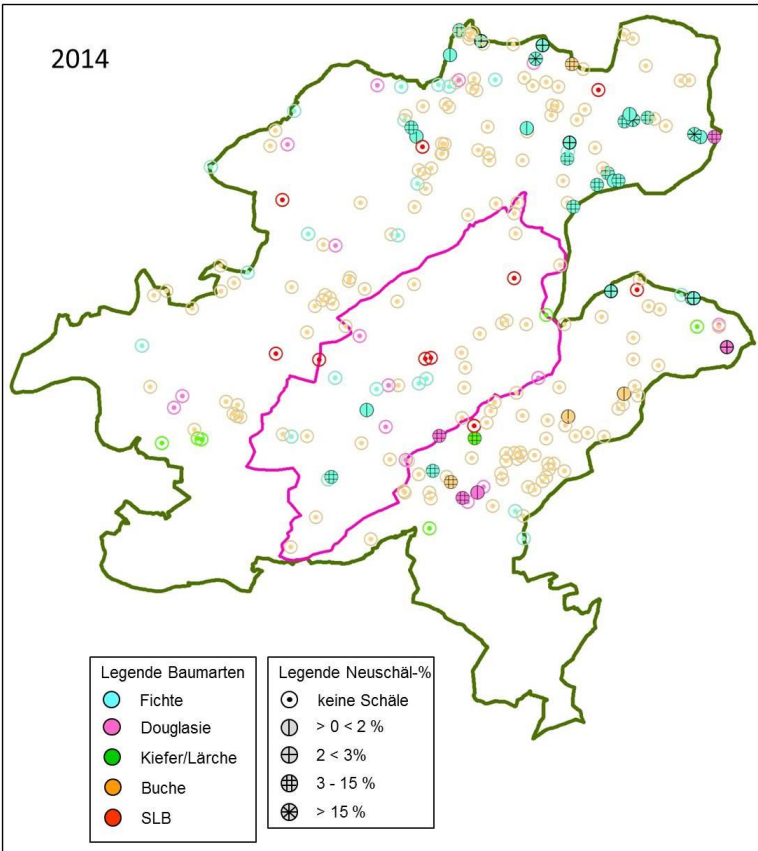 2014
Legende Baumarten
Fichte
Douglasie
Kiefer/Lärche
Buche
SLB
Legende Neuschäl-%
keine Schäle
> 0 < 2 %
2 < 3%
3 - 15 %
> 15 %